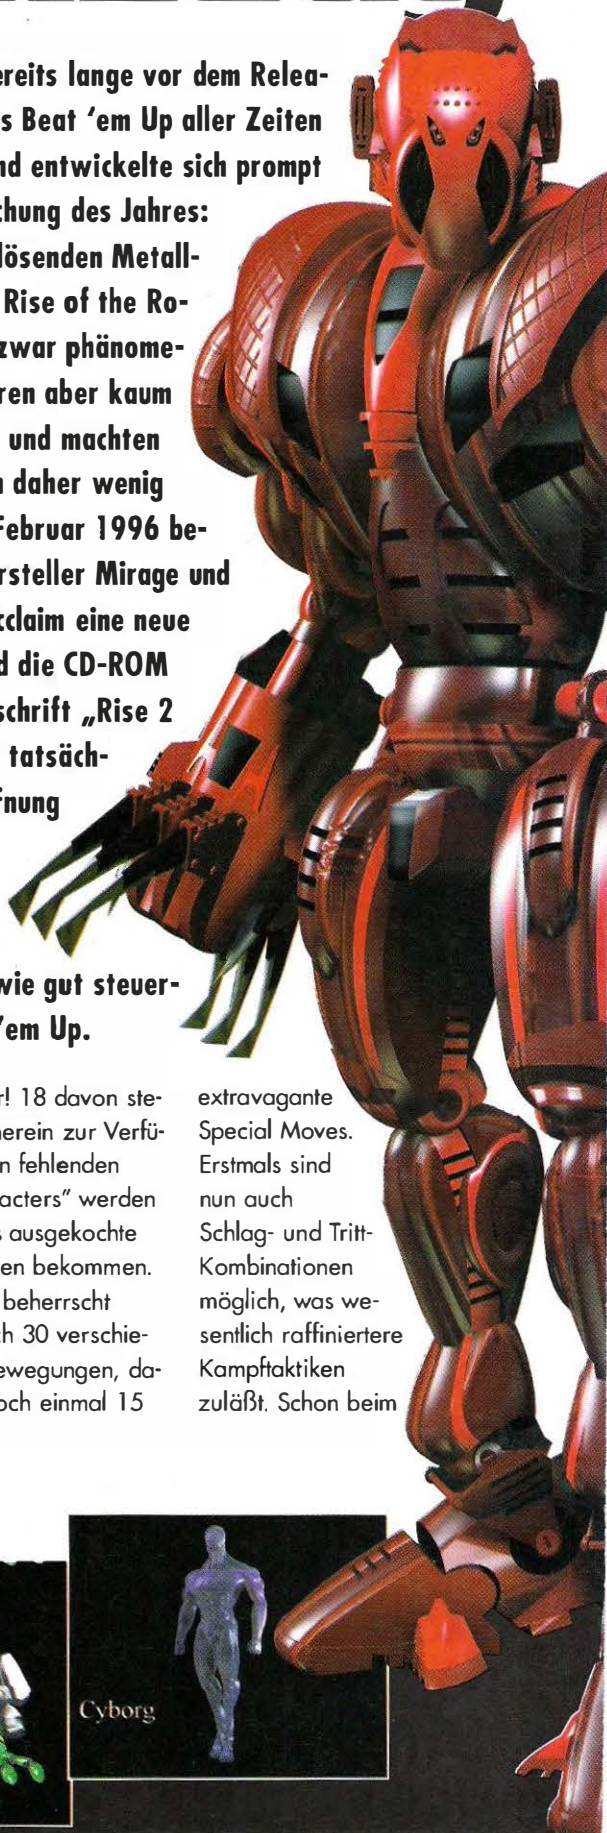 ereits lange vor dem Relea-
s Beat ‘em Up aller Zeiten
nd entwickelte sich prompt
chung des Jahres:
lösenden Metall-
Rise of the Ro-
zwar phänome-
ren aber kaum
und machten
n daher wenig
Februar 1996 be-
rsteller Mirage und
cclaim eine neue
d die CD-ROM
schrift „Rise 2
tatsäch-
fnung
wie gut steuer-
’em Up.
r! 18 davon ste-
nerein zur Verfü-
n fehlenden
acters” werden
s ausgekochte
en bekommen.
beherrscht
ch 30 verschie-
ewegungen, da-
och einmal 15
extravagante
Special Moves.
Erstmals sind
nun auch
Schlag- und Tritt-
Kombinationen
möglich, was we-
sentlich raffiniertere
Kampftaktiken
zuläßt. Schon beim
Cyborg